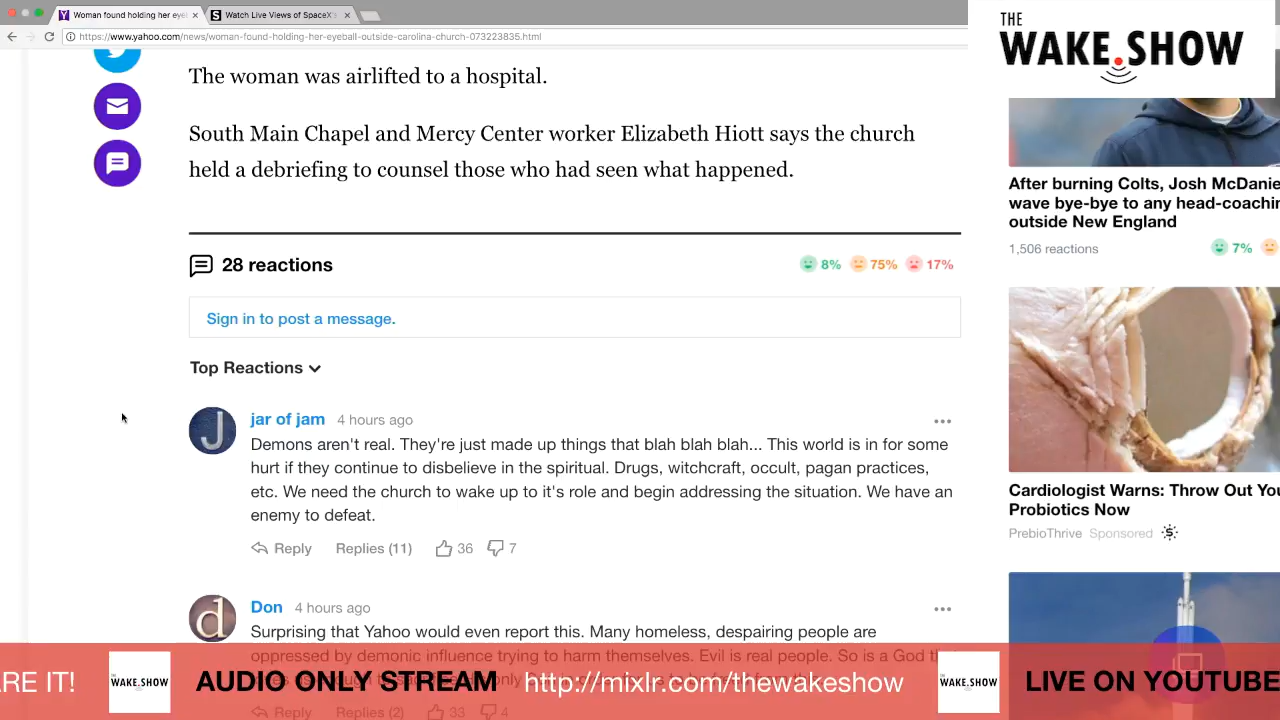 Woman found holding her eye
Watch Live Views of SpaceX's
https://www.yahoo.com/news/woman-found-holding-her-eyeball-outside-carolina-church-073223835.html
THE
WAKE.SHOW
The woman was airlifted to a hospital.
South Main Chapel and Mercy Center worker Elizabeth Hiott says the church
held a debriefing to counsel those who had seen what happened.
28 reactions
8% 75% 17%
Sign in to post a message.
Top Reactions
J
jar of jam 4 hours ago
Demons aren't real. They're just made up things that blah blah blah... This world is in for some
hurt if they continue to disbelieve in the spiritual. Drugs, witchcraft, occult, pagan practices,
etc. We need the church to wake up to it's role and begin addressing the situation. We have an
enemy to defeat.
Reply Replies (11) 36 7
d
Don 4 hours ago
Surprising that Yahoo would even report this. Many homeless, despairing people are
oppressed by demonic influence trying to harm themselves. Evil is real people. So is a God th
Reply Replies (2) 33 4
After burning Colts, Josh McDanie
wave bye-bye to any head-coachin
outside New England
1,506 reactions 7%
Cardiologist Warns: Throw Out You
Probiotics Now
PrebioThrive Sponsored
ARE IT!
THE
WAKE.SHOW
AUDIO ONLY STREAM
http://mixlr.com/thewakeshow
THE
WAKE.SHOW
LIVE ON YOUTUBE